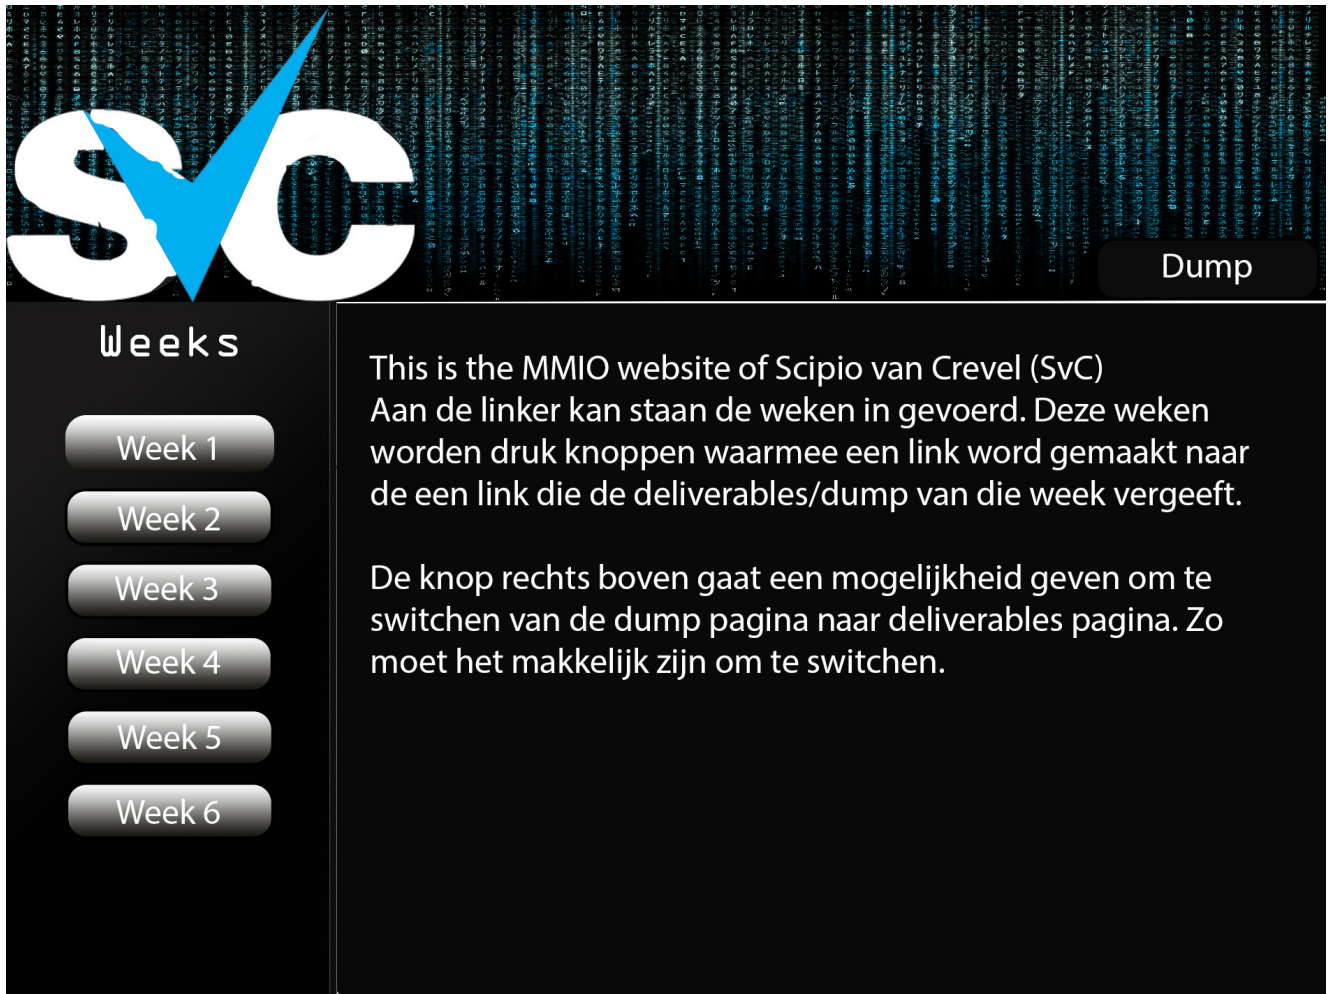 SvC
Dump
Weeks
Week 1
Week 2
Week 3
Week 4
Week 5
Week 6
This is the MMIO website of Scipio van Crevel (SvC)
Aan de linker kan staan de weken in gevoerd. Deze weken
worden druk knoppen waarmee een link word gemaakt naar
de een link die de deliverables/dump van die week vergeeft.
De knop rechts boven gaat een mogelijkheid geven om te
switchen van de dump pagina naar deliverables pagina. Zo
moet het makkelijk zijn om te switchen.